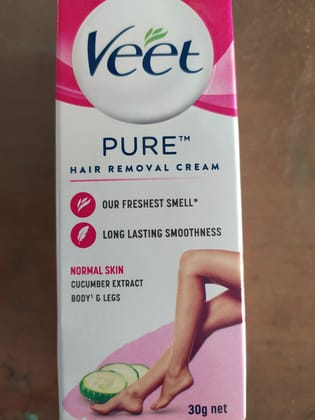 Veet
PURE™
HAIR REMOVAL CREAM
OUR FRESHEST SMELL*
LONG LASTING SMOOTHNESS
NORMAL SKIN
CUCUMBER EXTRACT
BODY† & LEGS
30g net